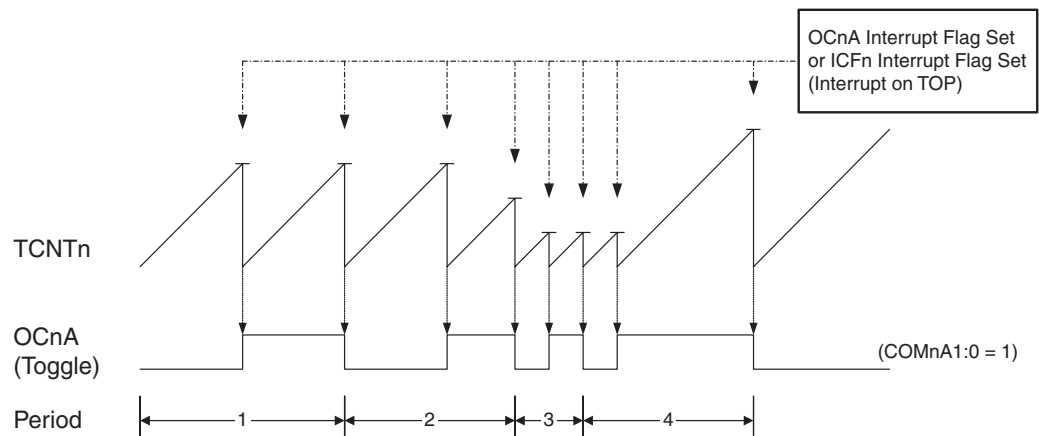 OCnA Interrupt Flag Set
or ICFn Interrupt Flag Set
(Interrupt on TOP)
TCNTn
OCnA
(Toggle)
(COMnA1:0 = 1)
Period
1
2
3
4